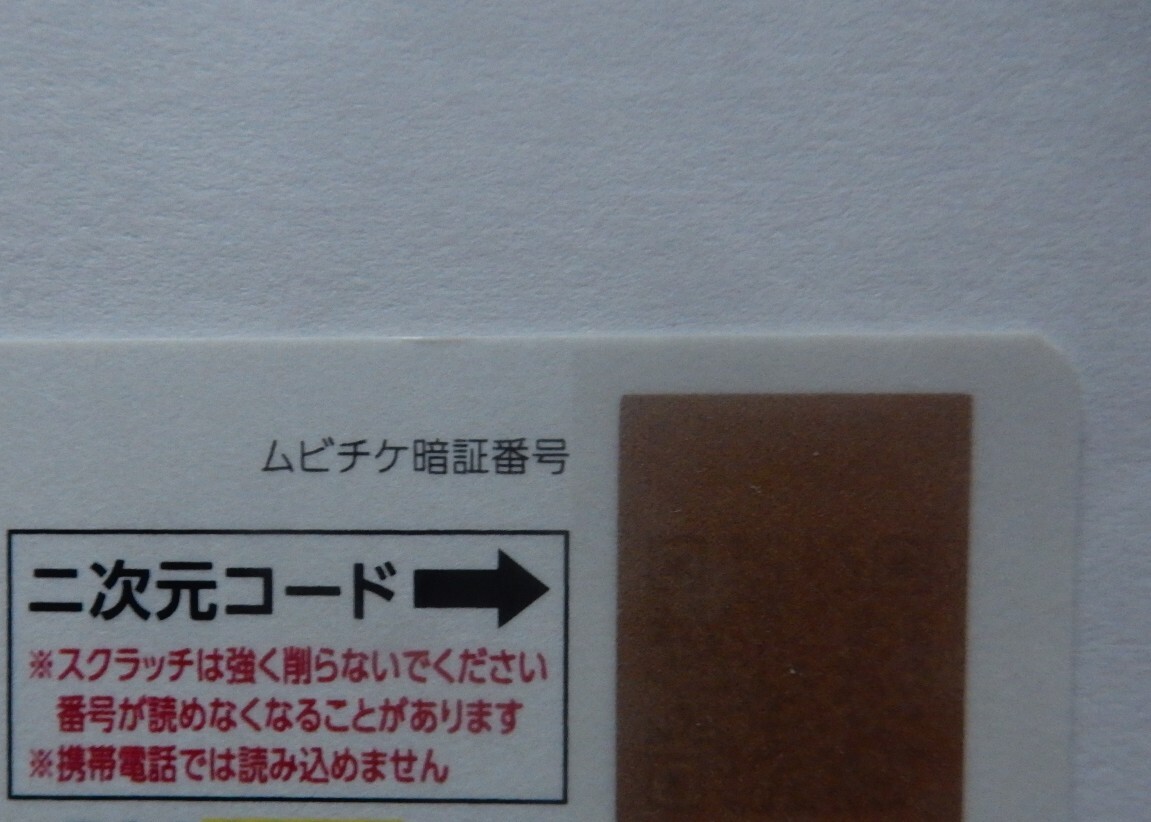 ムビチケ暗証番号
二次元コード
※スクラッチは強く削らないでください
番号が読めなくなることがあります
※携帯電話では読み込めません